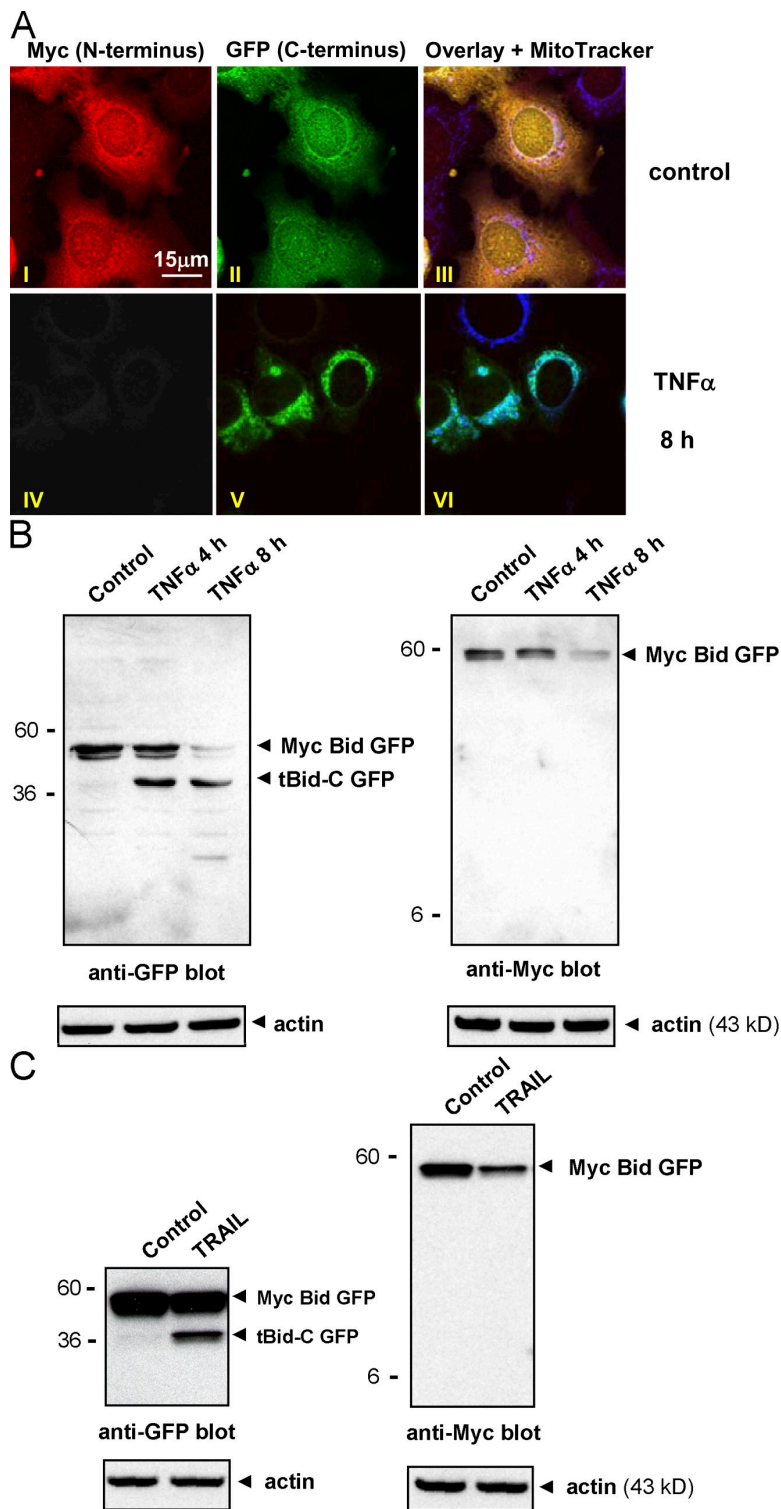 A
Myc (N-terminus) GFP (C-terminus) Overlay + MitoTracker
15μm
I II III
control
IV V VI
TNFα
8 h
B
Control TNFα 4 h TNFα 8 h
60 -
36 -
Myc Bid GFP
tBid-C GFP
anti-GFP blot
actin
Control TNFα 4 h TNFα 8 h
60 -
Myc Bid GFP
6 -
anti-Myc blot
actin (43 kD)
C
Control TRAIL
60 -
36 -
Myc Bid GFP
tBid-C GFP
anti-GFP blot
actin
Control TRAIL
60 -
Myc Bid GFP
6 -
anti-Myc blot
actin (43 kD)